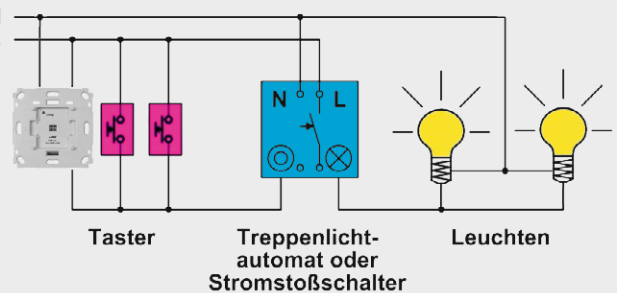 N L
Taster
Treppenlicht-
automat oder
Stromstoßschalter
Leuchten